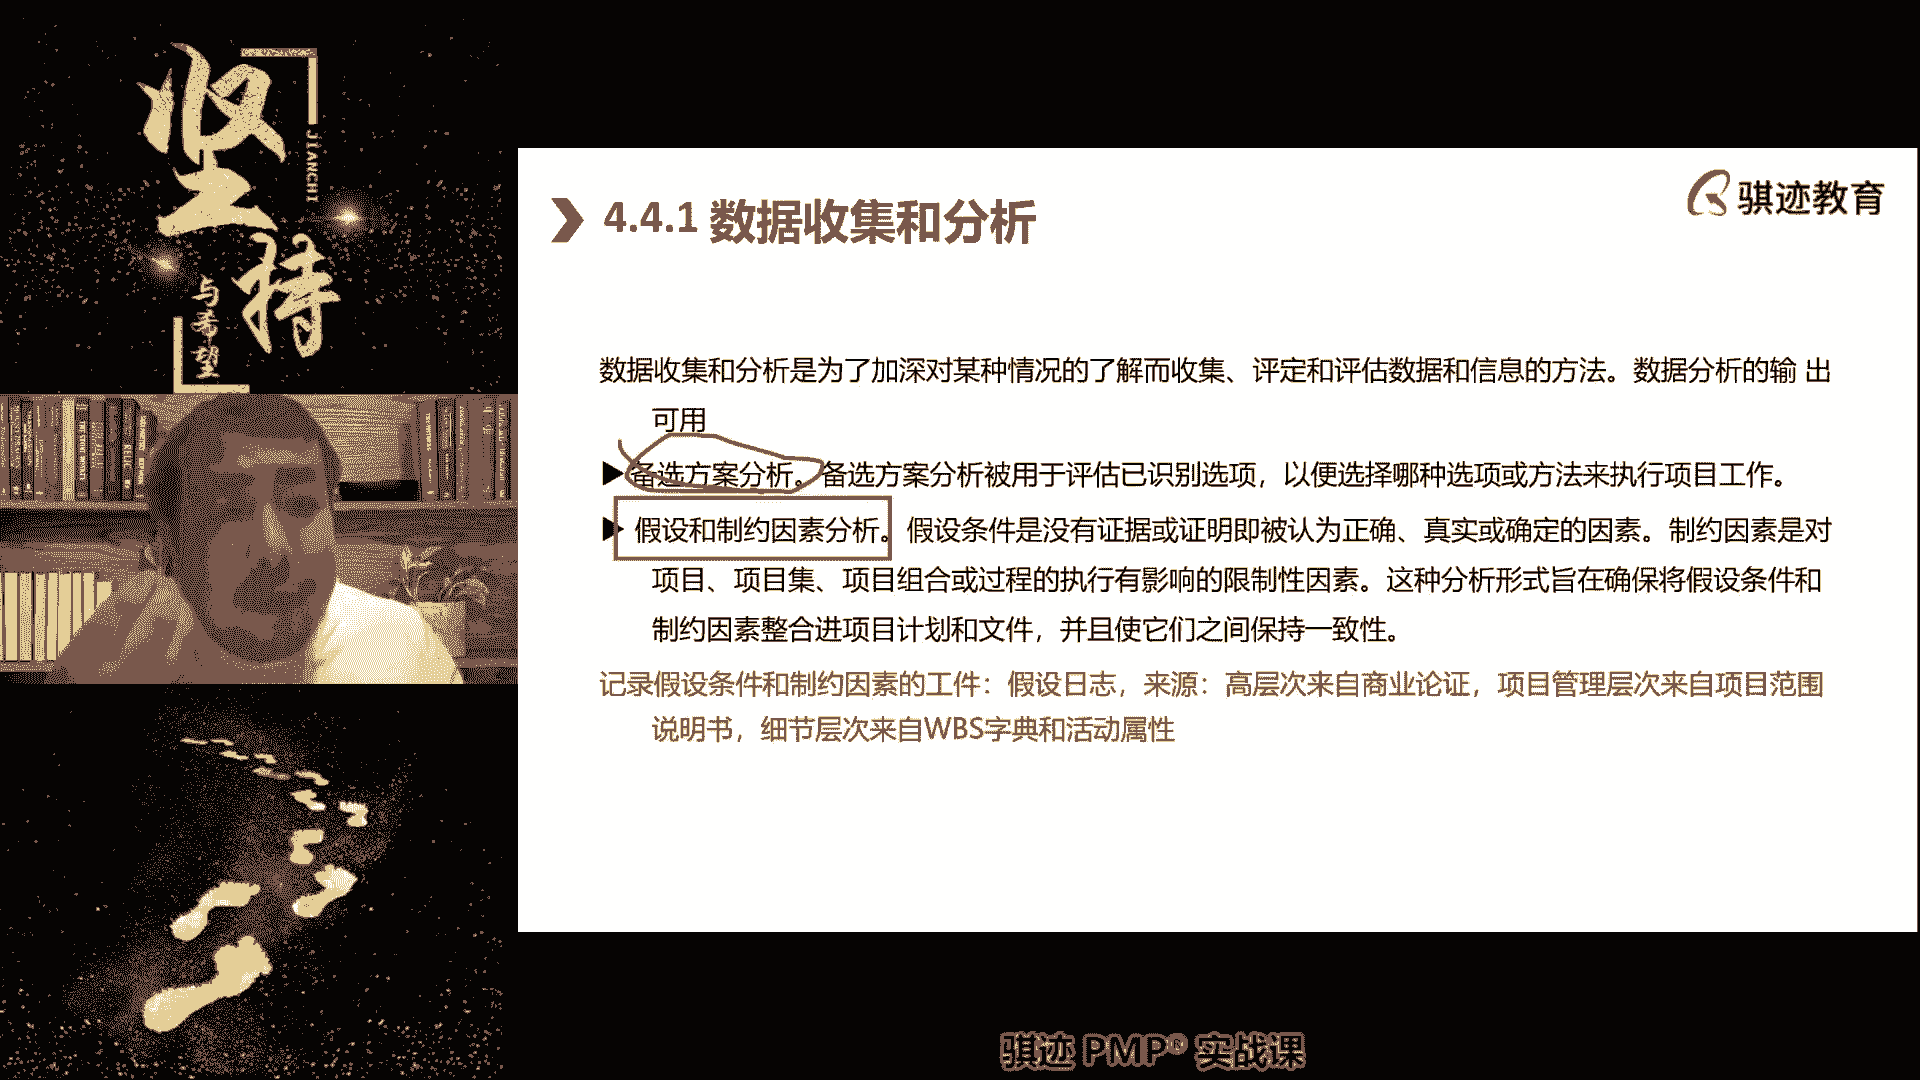 坚持
JIANCHI
与希望
骐迹教育
4.4.1 数据收集和分析
数据收集和分析是为了加深对某种情况的了解而收集、评定和评估数据和信息的方法。数据分析的输 出
可用
备选方案分析。备选方案分析被用于评估已识别选项，以便选择哪种选项或方法来执行项目工作。
假设和制约因素分析。假设条件是没有证据或证明即被认为正确、真实或确定的因素。制约因素是对
项目、项目集、项目组合或过程的执行有影响的限制性因素。这种分析形式旨在确保将假设条件和
制约因素整合进项目计划和文件，并且使它们之间保持一致性。
记录假设条件和制约因素的工件：假设日志，来源：高层次来自商业论证，项目管理层次来自项目范围
说明书，细节层次来自WBS字典和活动属性
骐迹 PMP® 实战课